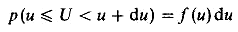 p(u ⩽ U < u + du) = f(u) du